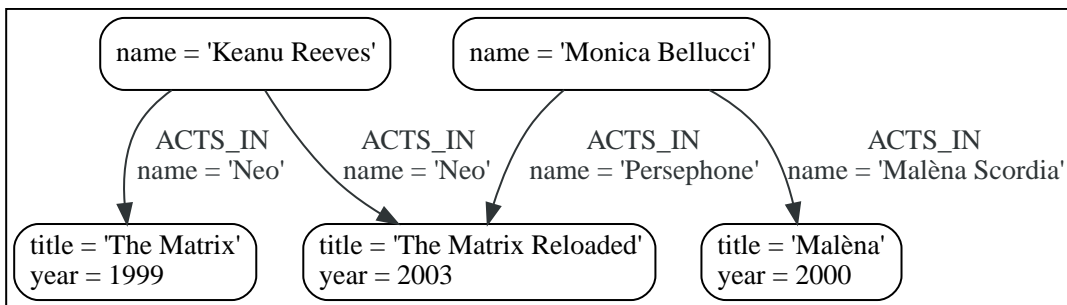 name = 'Keanu Reeves'
name = 'Monica Bellucci'
ACTS_IN
name = 'Neo'
ACTS_IN
name = 'Neo'
ACTS_IN
name = 'Persephone'
ACTS_IN
name = 'Malèna Scordia'
title = 'The Matrix'
year = 1999
title = 'The Matrix Reloaded'
year = 2003
title = 'Malèna'
year = 2000